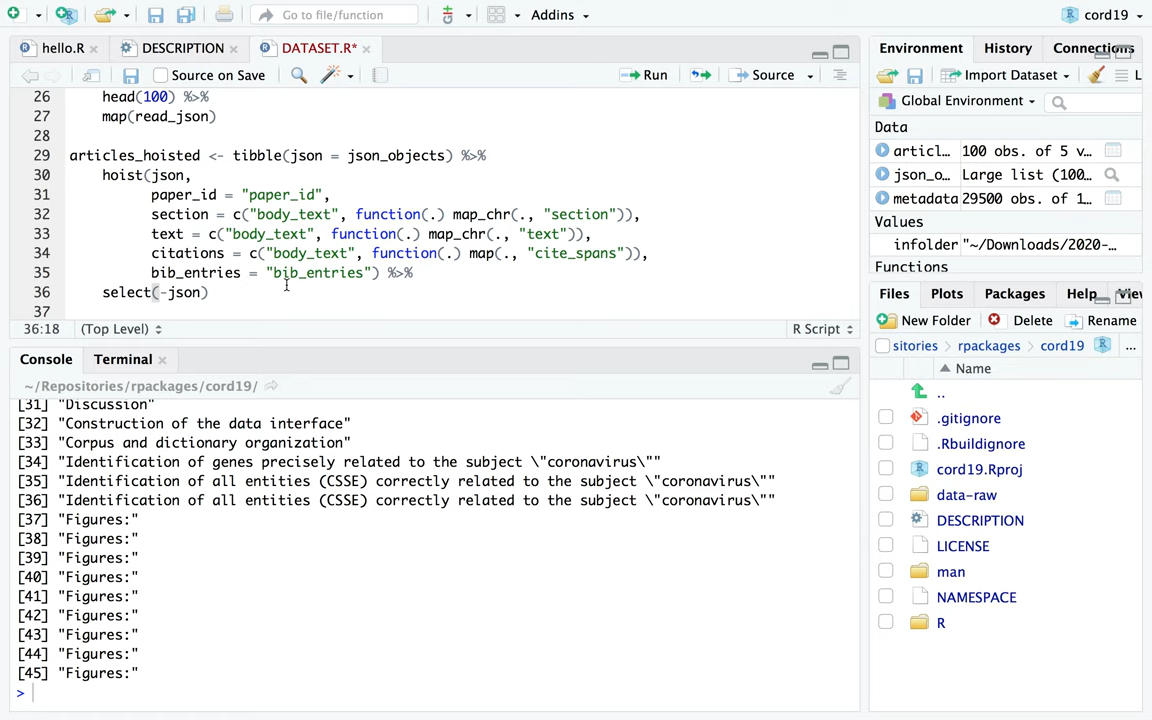 Go to file/function
Addins
cord19
hello.R
DESCRIPTION
DATASET.R*
Source on Save
Run
Source
26 head(100) %>%
27 map(read_json)
28
29 articles_hoisted <- tibble(json = json_objects) %>%
30 hoist(json,
31 paper_id = "paper_id",
32 section = c("body_text", function(.) map_chr(., "section")),
33 text = c("body_text", function(.) map_chr(., "text")),
34 citations = c("body_text", function(.) map(., "cite_spans")),
35 bib_entries = "bib_entries") %>%
36 select(-json)
37
36:18 (Top Level) R Script
Console Terminal
~/Repositories/rpackages/cord19/
[31] "Discussion"
[32] "Construction of the data interface"
[33] "Corpus and dictionary organization"
[34] "Identification of genes precisely related to the subject \"coronavirus\""
[35] "Identification of all entities (CSSE) correctly related to the subject \"coronavirus\""
[36] "Identification of all entities (CSSE) correctly related to the subject \"coronavirus\""
[37] "Figures:"
[38] "Figures:"
[39] "Figures:"
[40] "Figures:"
[41] "Figures:"
[42] "Figures:"
[43] "Figures:"
[44] "Figures:"
[45] "Figures:"
>
Environment History Connections
Import Dataset L
Global Environment
Data
articl… 100 obs. of 5 v…
json_o… Large list (100…
metadata 29500 obs. of 1…
Values
infolder "~/Downloads/2020-…
Functions
Files Plots Packages Help
New Folder Delete Rename
sitories rpackages cord19 ...
Name
..
.gitignore
.Rbuildignore
cord19.Rproj
data-raw
DESCRIPTION
LICENSE
man
NAMESPACE
R